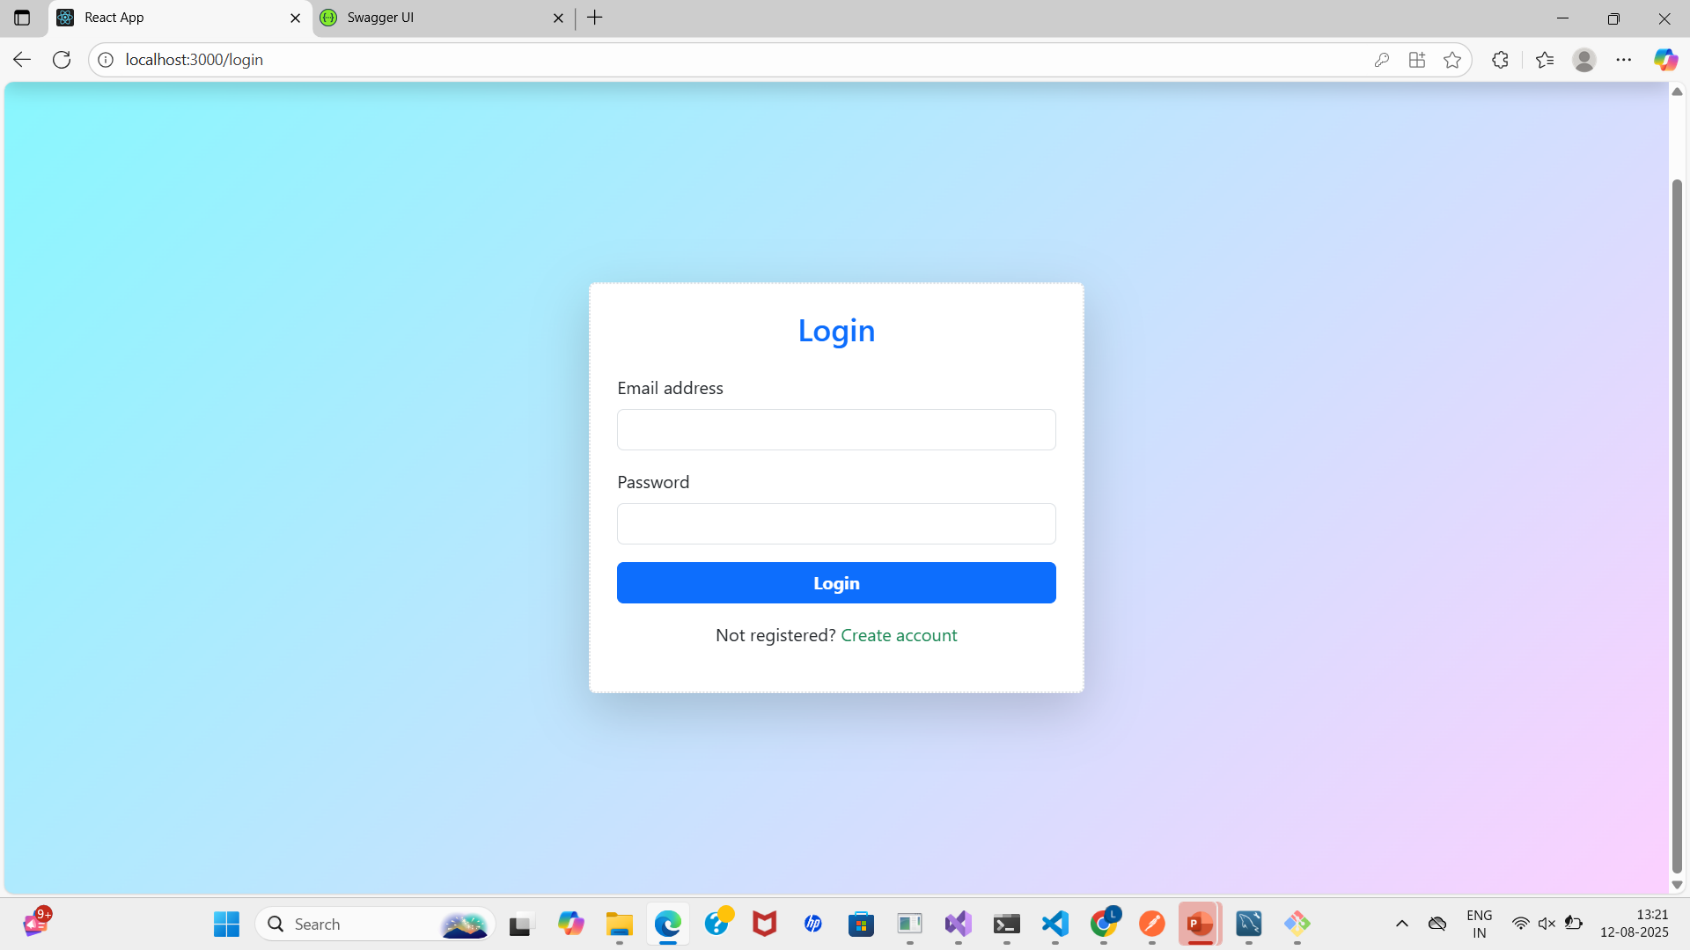 React App
Swagger UI
localhost:3000/login
Login
Email address
Password
Login
Not registered? Create account
9+
Search
hp
L
P
ENG
IN
13:21
12-08-2025